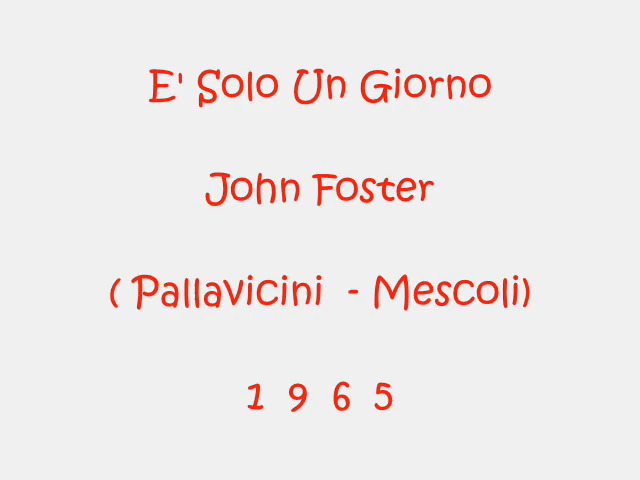 E' Solo Un Giorno
John Foster
( Pallavicini - Mescoli)
1 9 6 5